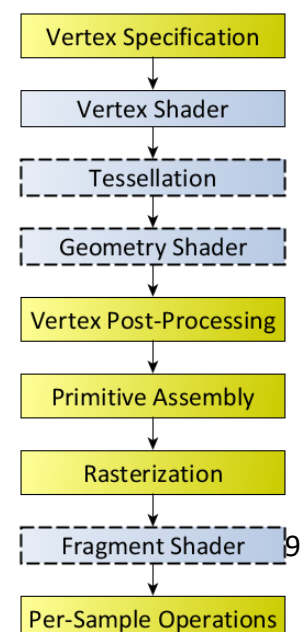 Vertex Specification
Vertex Shader
Tessellation
Geometry Shader
Vertex Post-Processing
Primitive Assembly
Rasterization
Fragment Shader 9
Per-Sample Operations